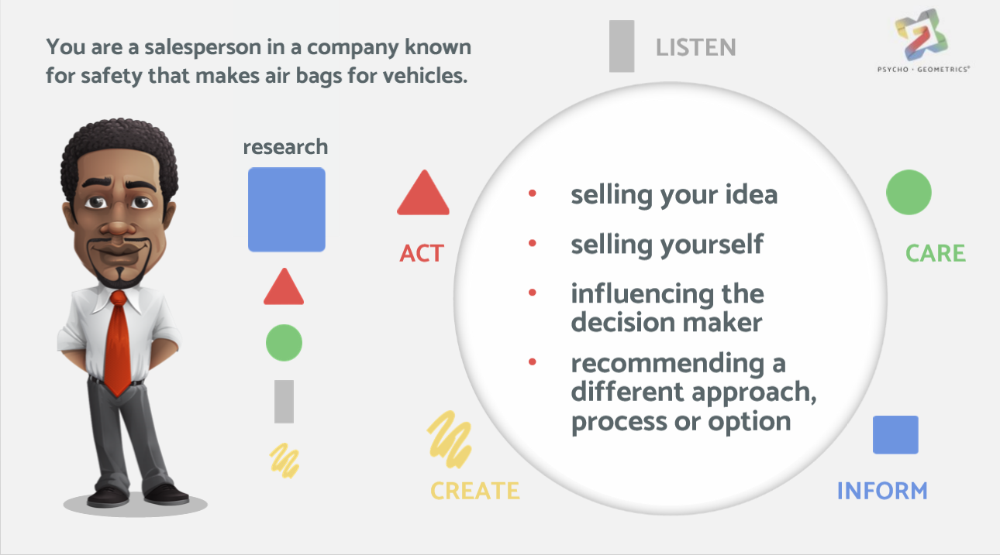 You are a salesperson in a company known
for safety that makes air bags for vehicles.
LISTEN
PSYCHO · GEOMETRICS®
research
ACT
CARE
• selling your idea
• selling yourself
• influencing the
decision maker
• recommending a
different approach,
process or option
CREATE
INFORM